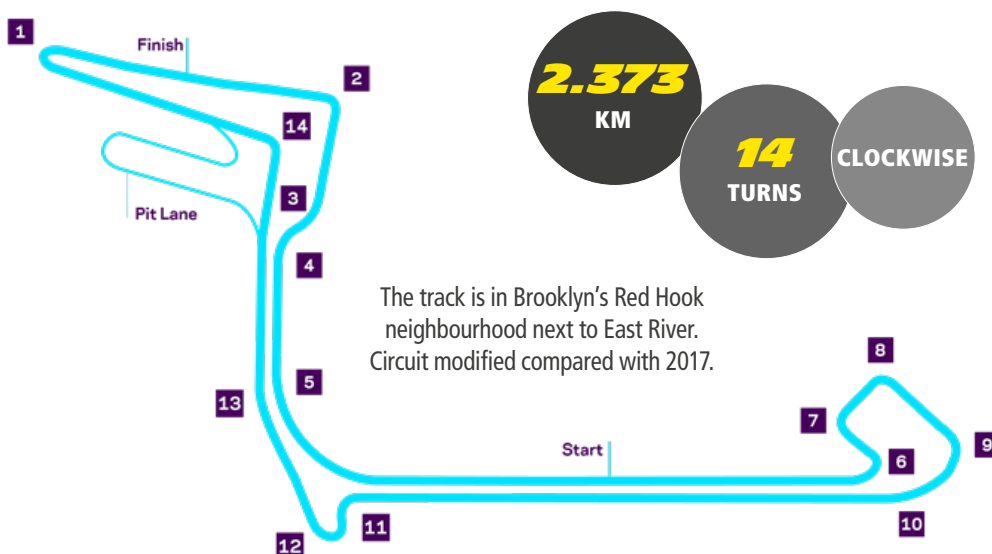 1
Finish
2
14
3
Pit Lane
4
5
13
12
11
Start
6
7
8
9
10
2.373
KM
14
TURNS
CLOCKWISE
The track is in Brooklyn’s Red Hook
neighbourhood next to East River.
Circuit modified compared with 2017.